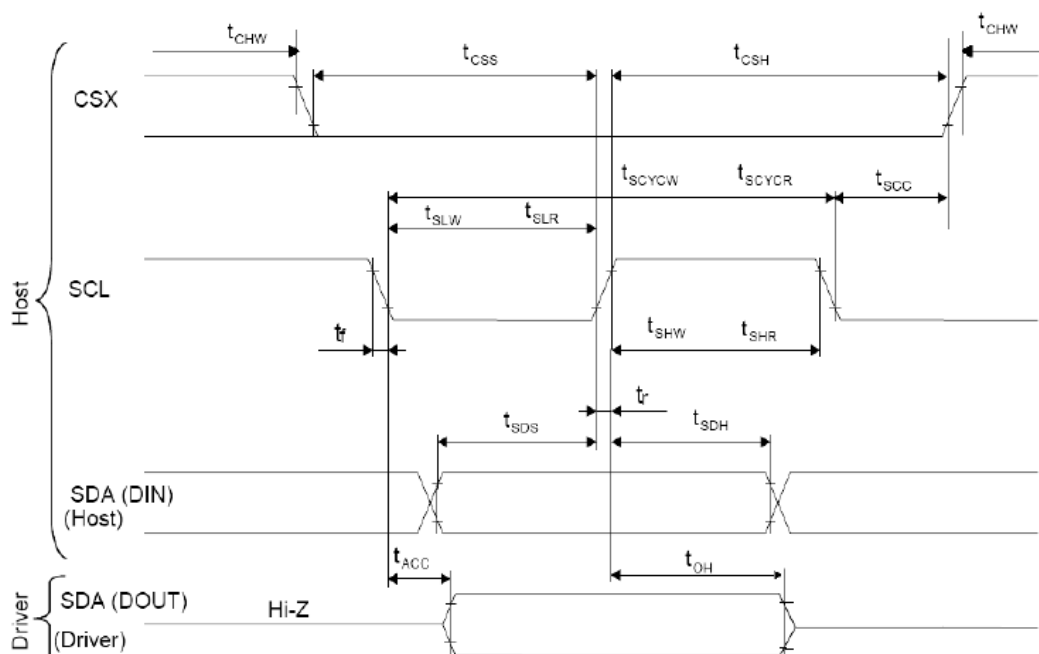 tCHW
tCHW
tCSS
tCSH
CSX
tSCYCW
tSCYCR
tSCC
tSLW
tSLR
Host
SCL
tf
tSHW
tSHR
tr
tSDS
tSDH
SDA (DIN)
(Host)
tACC
tOH
Driver
SDA (DOUT)
Hi-Z
(Driver)